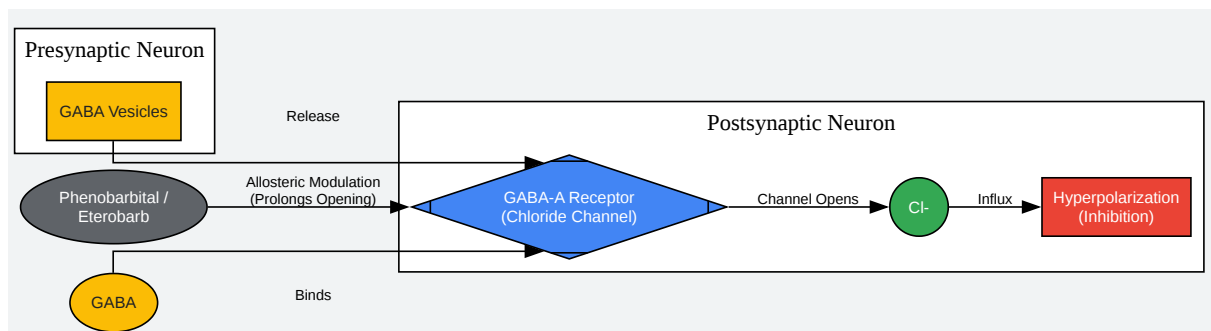 Presynaptic Neuron
GABA Vesicles
Release
Postsynaptic Neuron
Phenobarbital /
Eterobarb
Allosteric Modulation
(Prolongs Opening)
GABA-A Receptor
(Chloride Channel)
Channel Opens
Cl-
Influx
Hyperpolarization
(Inhibition)
GABA
Binds